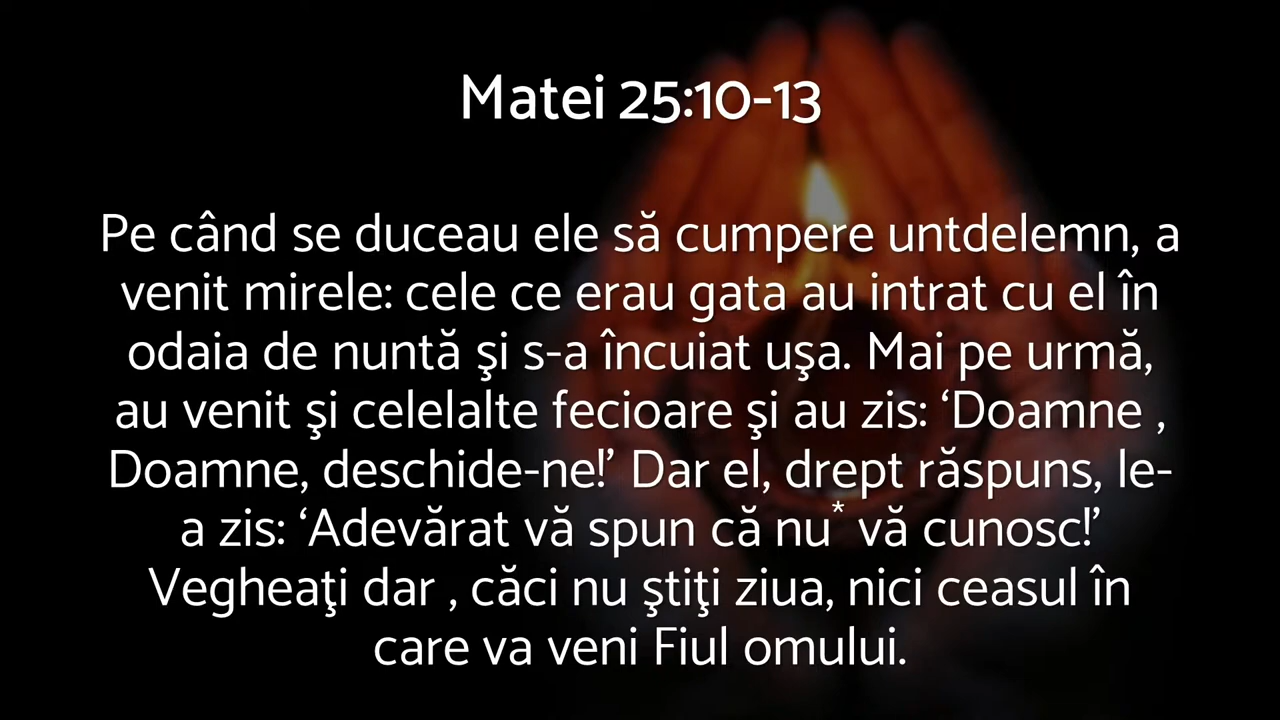 Matei 25:10-13
Pe când se duceau ele să cumpere untdelemn, a
venit mirele: cele ce erau gata au intrat cu el în
odaia de nuntă şi s-a încuiat uşa. Mai pe urmă,
au venit şi celelalte fecioare şi au zis: ‘Doamne ,
Doamne, deschide-ne!’ Dar el, drept răspuns, le-
a zis: ‘Adevărat vă spun că nu* vă cunosc!’
Vegheaţi dar , căci nu ştiţi ziua, nici ceasul în
care va veni Fiul omului.